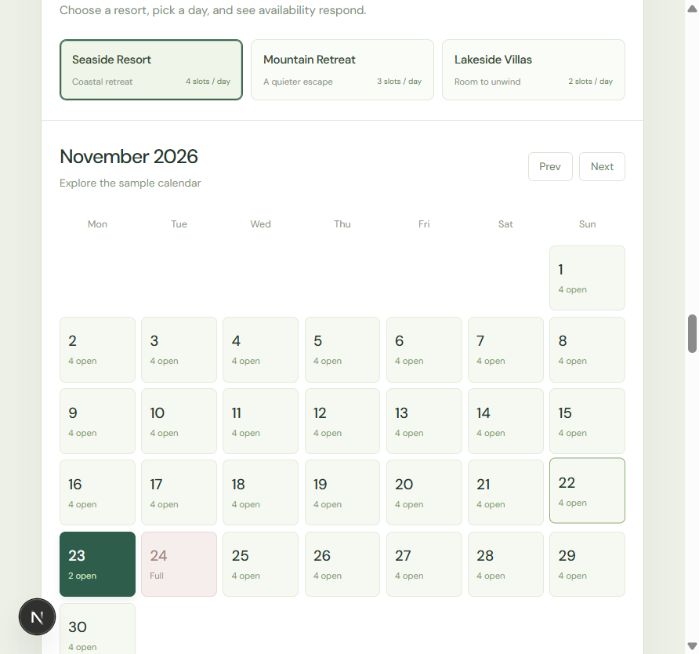 Choose a resort, pick a day, and see availability respond.
Seaside Resort
Coastal retreat 4 slots / day
Mountain Retreat
A quieter escape 3 slots / day
Lakeside Villas
Room to unwind 2 slots / day
November 2026
Explore the sample calendar
Prev Next
Mon Tue Wed Thu Fri Sat Sun
1
4 open
2 3 4 5 6 7 8
4 open 4 open 4 open 4 open 4 open 4 open 4 open
9 10 11 12 13 14 15
4 open 4 open 4 open 4 open 4 open 4 open 4 open
16 17 18 19 20 21 22
4 open 4 open 4 open 4 open 4 open 4 open 4 open
23 24 25 26 27 28 29
2 open Full 4 open 4 open 4 open 4 open 4 open
N
30
4 open